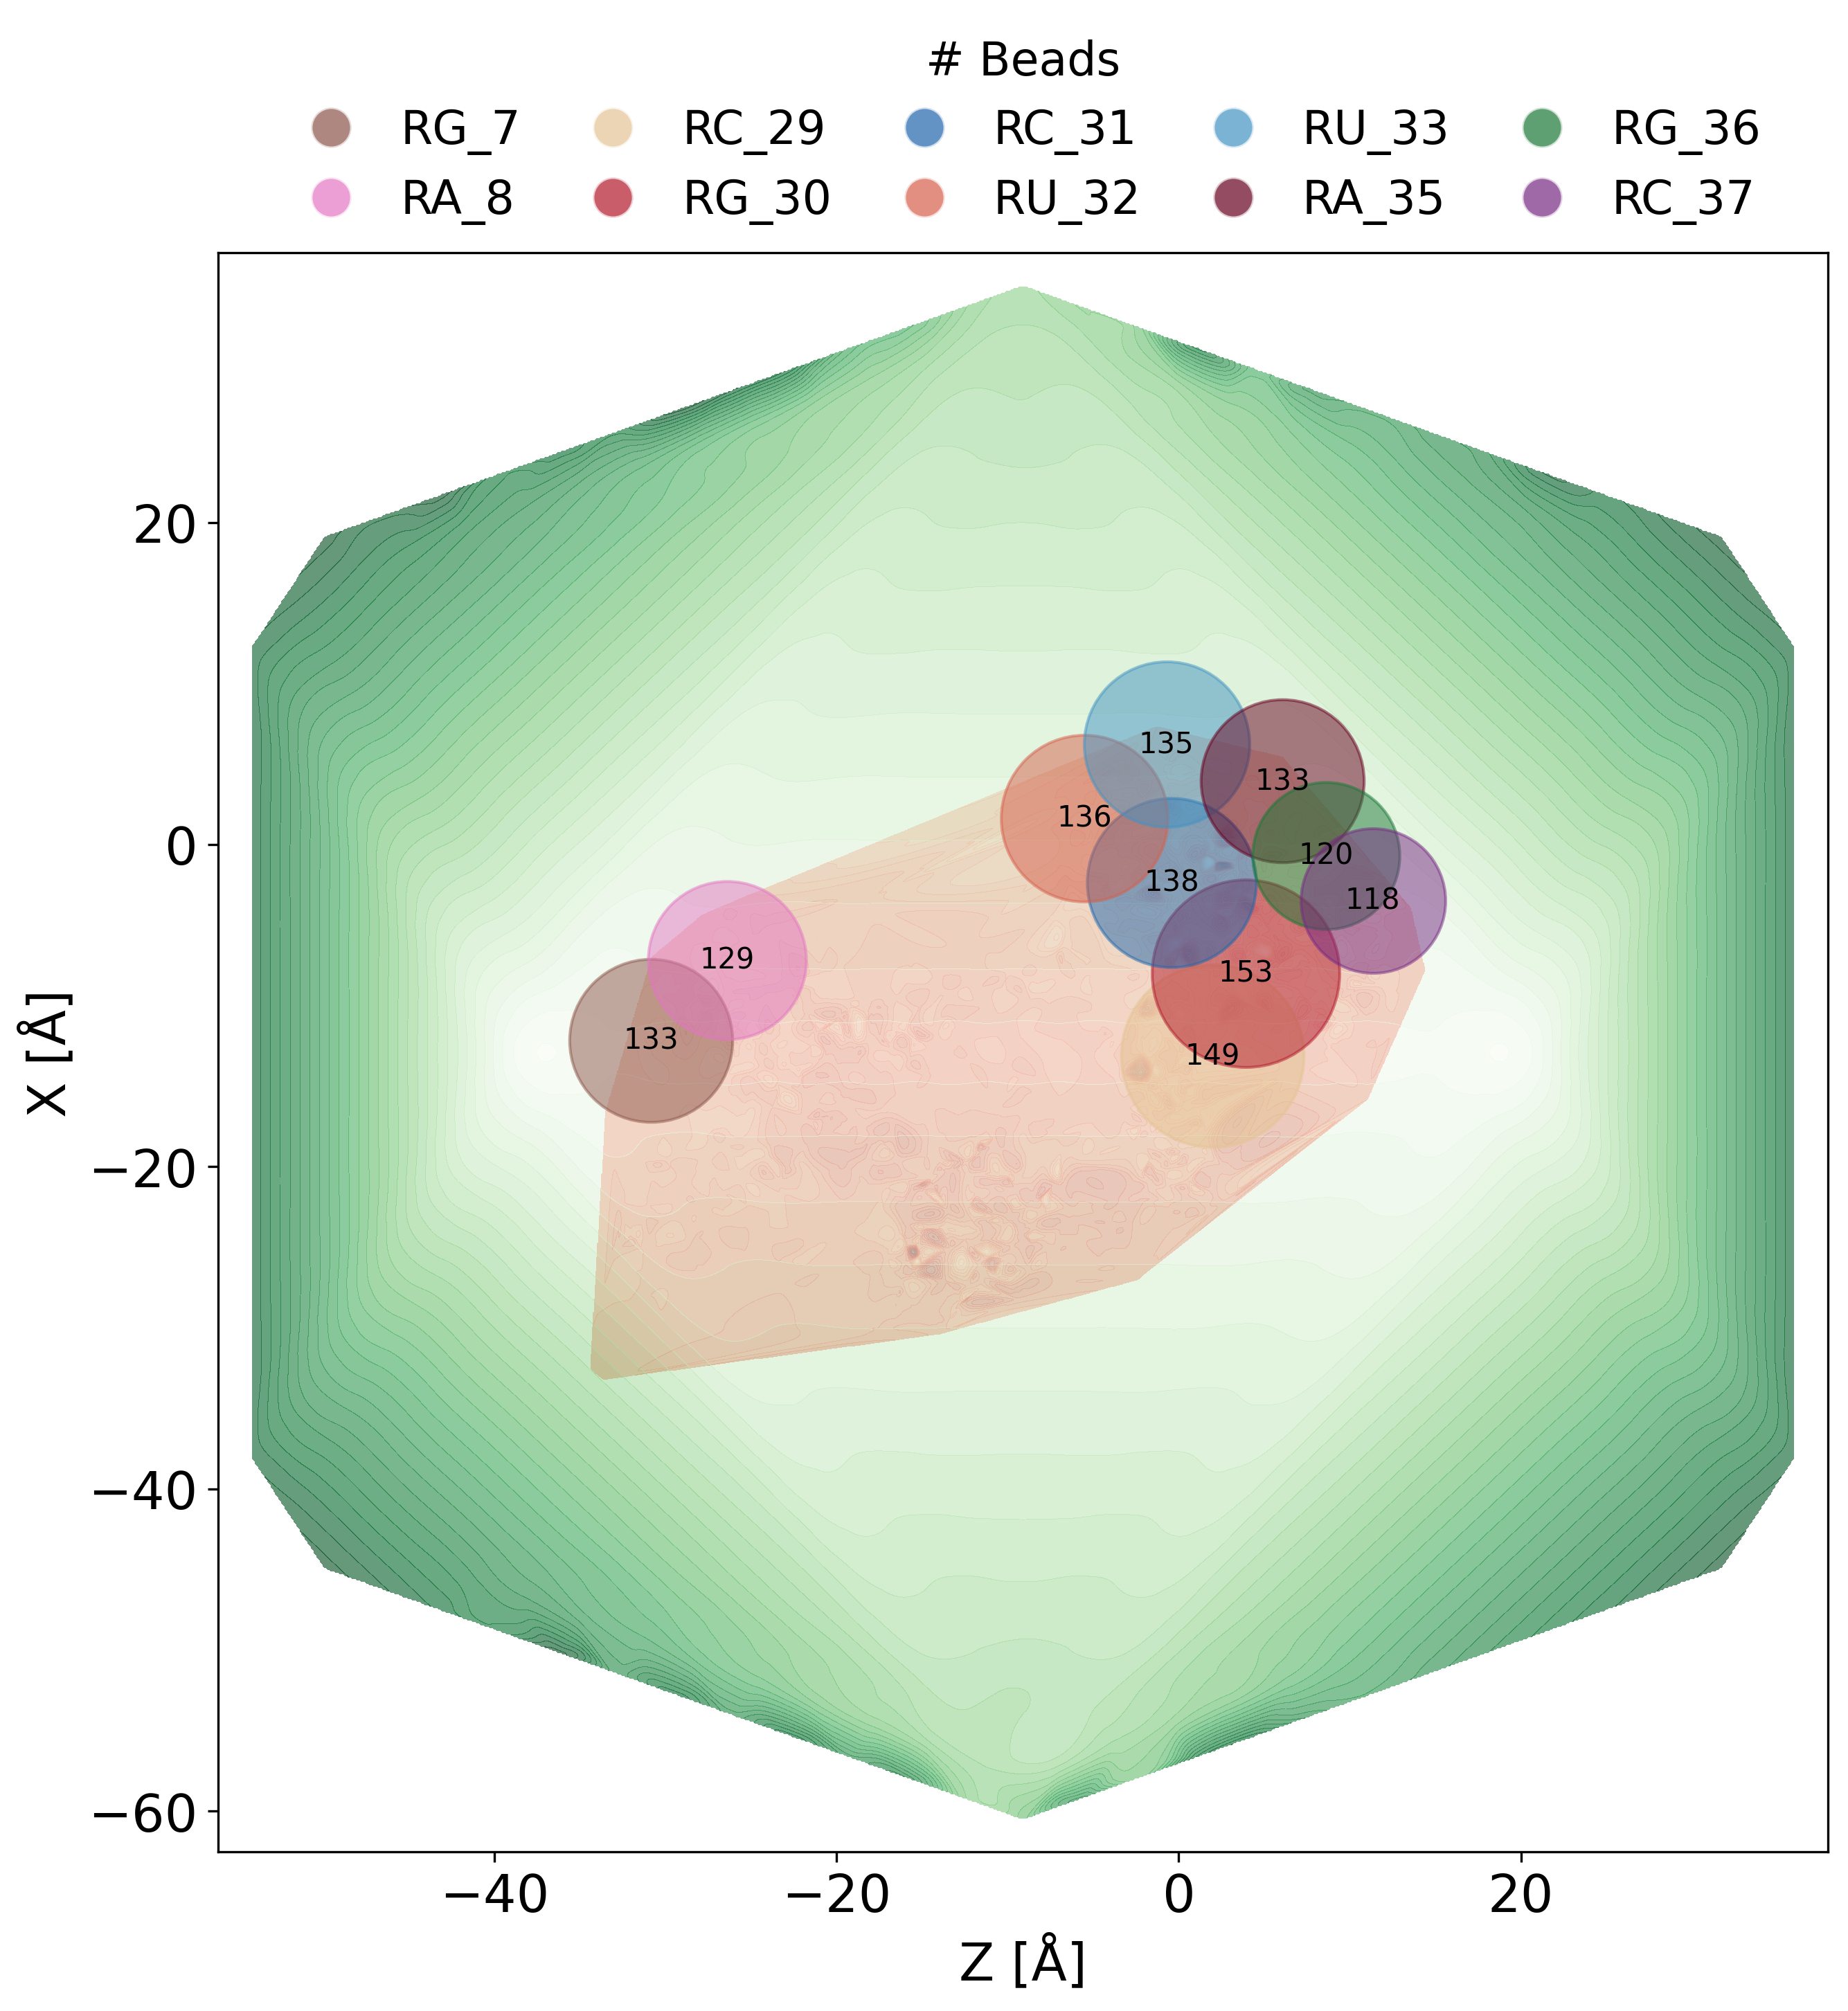 # Beads
RG_7 RC_29 RC_31 RU_33 RG_36
RA_8 RG_30 RU_32 RA_35 RC_37
20
0
−20
−40
−60
X [Å]
135
133
136
120
138
118
129
153
133
149
−40 −20 0 20
Z [Å]